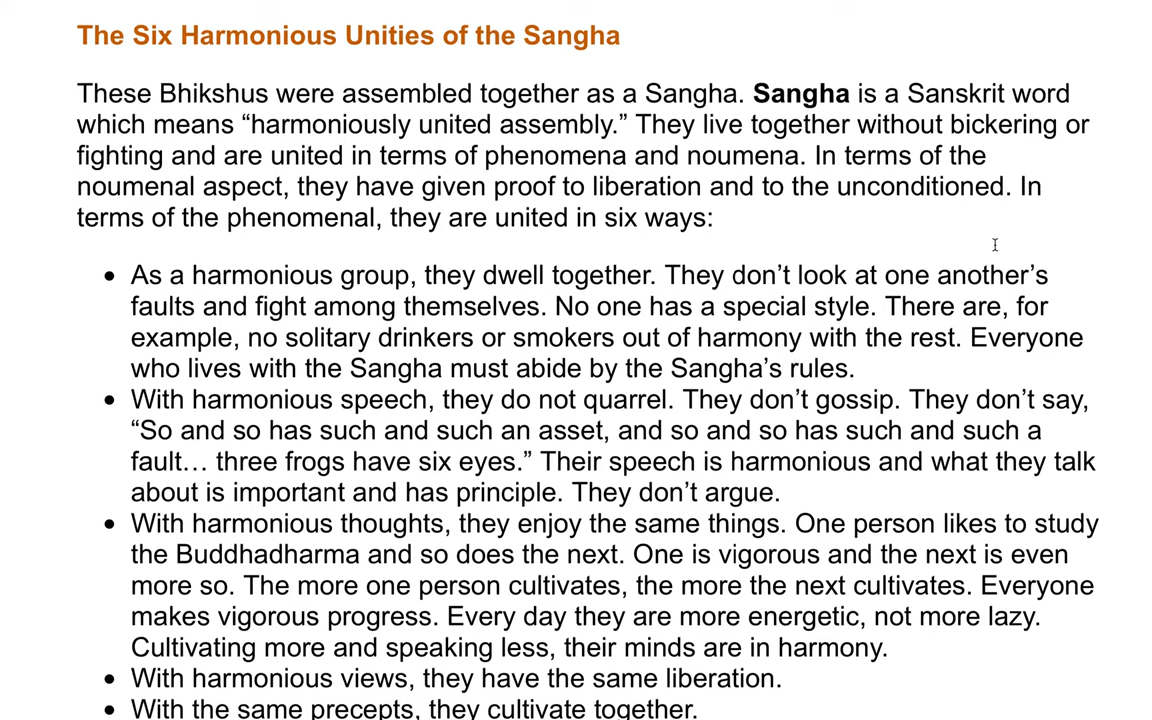 The Six Harmonious Unities of the Sangha
These Bhikshus were assembled together as a Sangha. Sangha is a Sanskrit word
which means “harmoniously united assembly.” They live together without bickering or
fighting and are united in terms of phenomena and noumena. In terms of the
noumenal aspect, they have given proof to liberation and to the unconditioned. In
terms of the phenomenal, they are united in six ways:
• As a harmonious group, they dwell together. They don’t look at one another’s
faults and fight among themselves. No one has a special style. There are, for
example, no solitary drinkers or smokers out of harmony with the rest. Everyone
who lives with the Sangha must abide by the Sangha’s rules.
• With harmonious speech, they do not quarrel. They don’t gossip. They don’t say,
“So and so has such and such an asset, and so and so has such and such a
fault… three frogs have six eyes.” Their speech is harmonious and what they talk
about is important and has principle. They don’t argue.
• With harmonious thoughts, they enjoy the same things. One person likes to study
the Buddhadharma and so does the next. One is vigorous and the next is even
more so. The more one person cultivates, the more the next cultivates. Everyone
makes vigorous progress. Every day they are more energetic, not more lazy.
Cultivating more and speaking less, their minds are in harmony.
• With harmonious views, they have the same liberation.
• With the same precepts, they cultivate together.